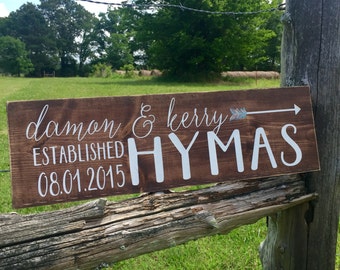 damon & kerry
ESTABLISHED
08.01.2015
HYMAS